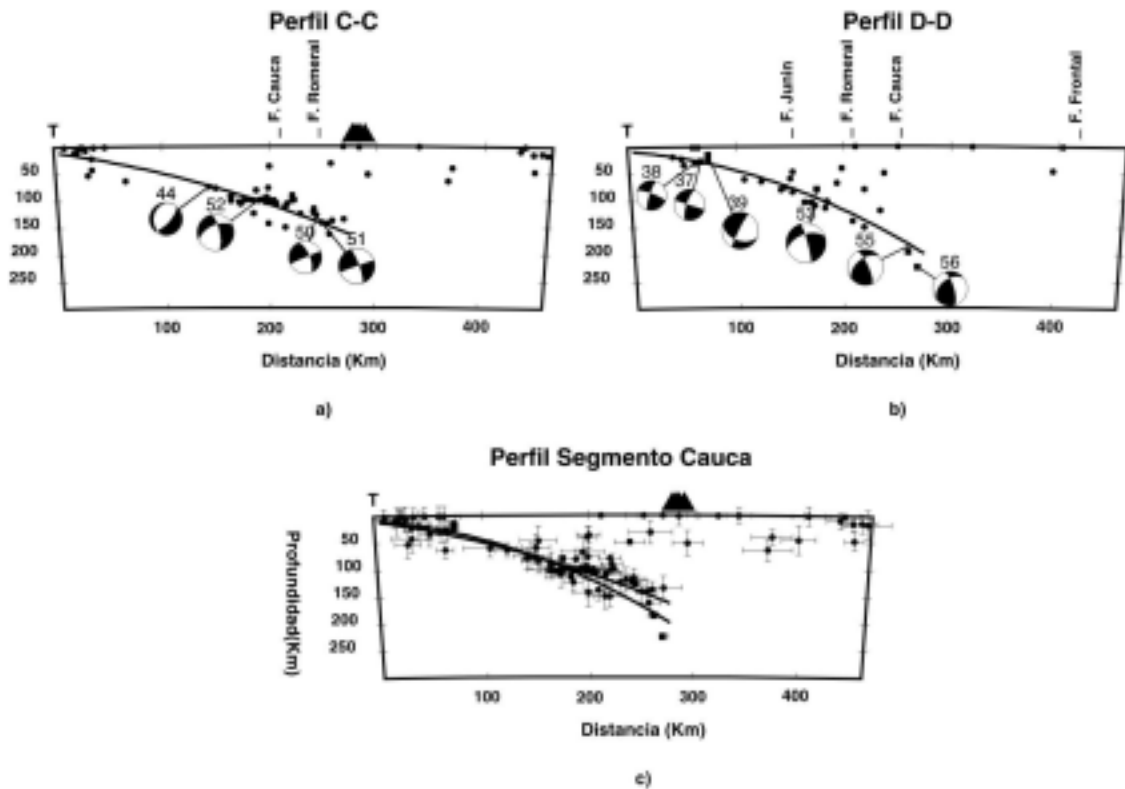 Perfil C-C
F. Cauca
F. Romeral
T
50
100
150
200
250
44
52
50
51
100
200
300
400
Distancia (Km)
a)
Perfil D-D
F. Junin
F. Romeral
F. Cauca
F. Frontal
T
50
100
150
200
250
38
37
39
53
55
56
100
200
300
400
Distancia (Km)
b)
Perfil Segmento Cauca
T
Profundidad(Km)
50
100
150
200
250
100
200
300
400
Distancia (Km)
c)